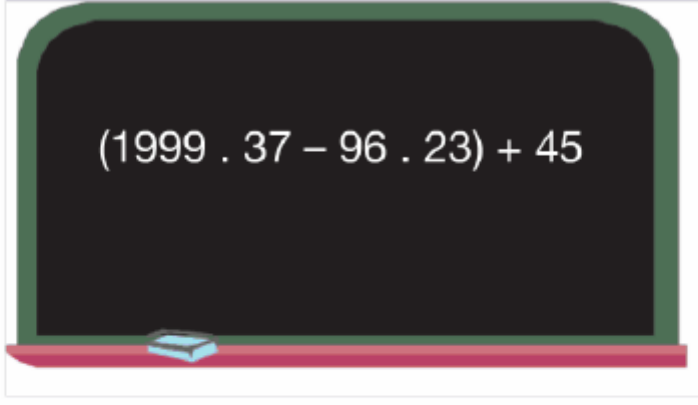 (1999 . 37 – 96 . 23) + 45